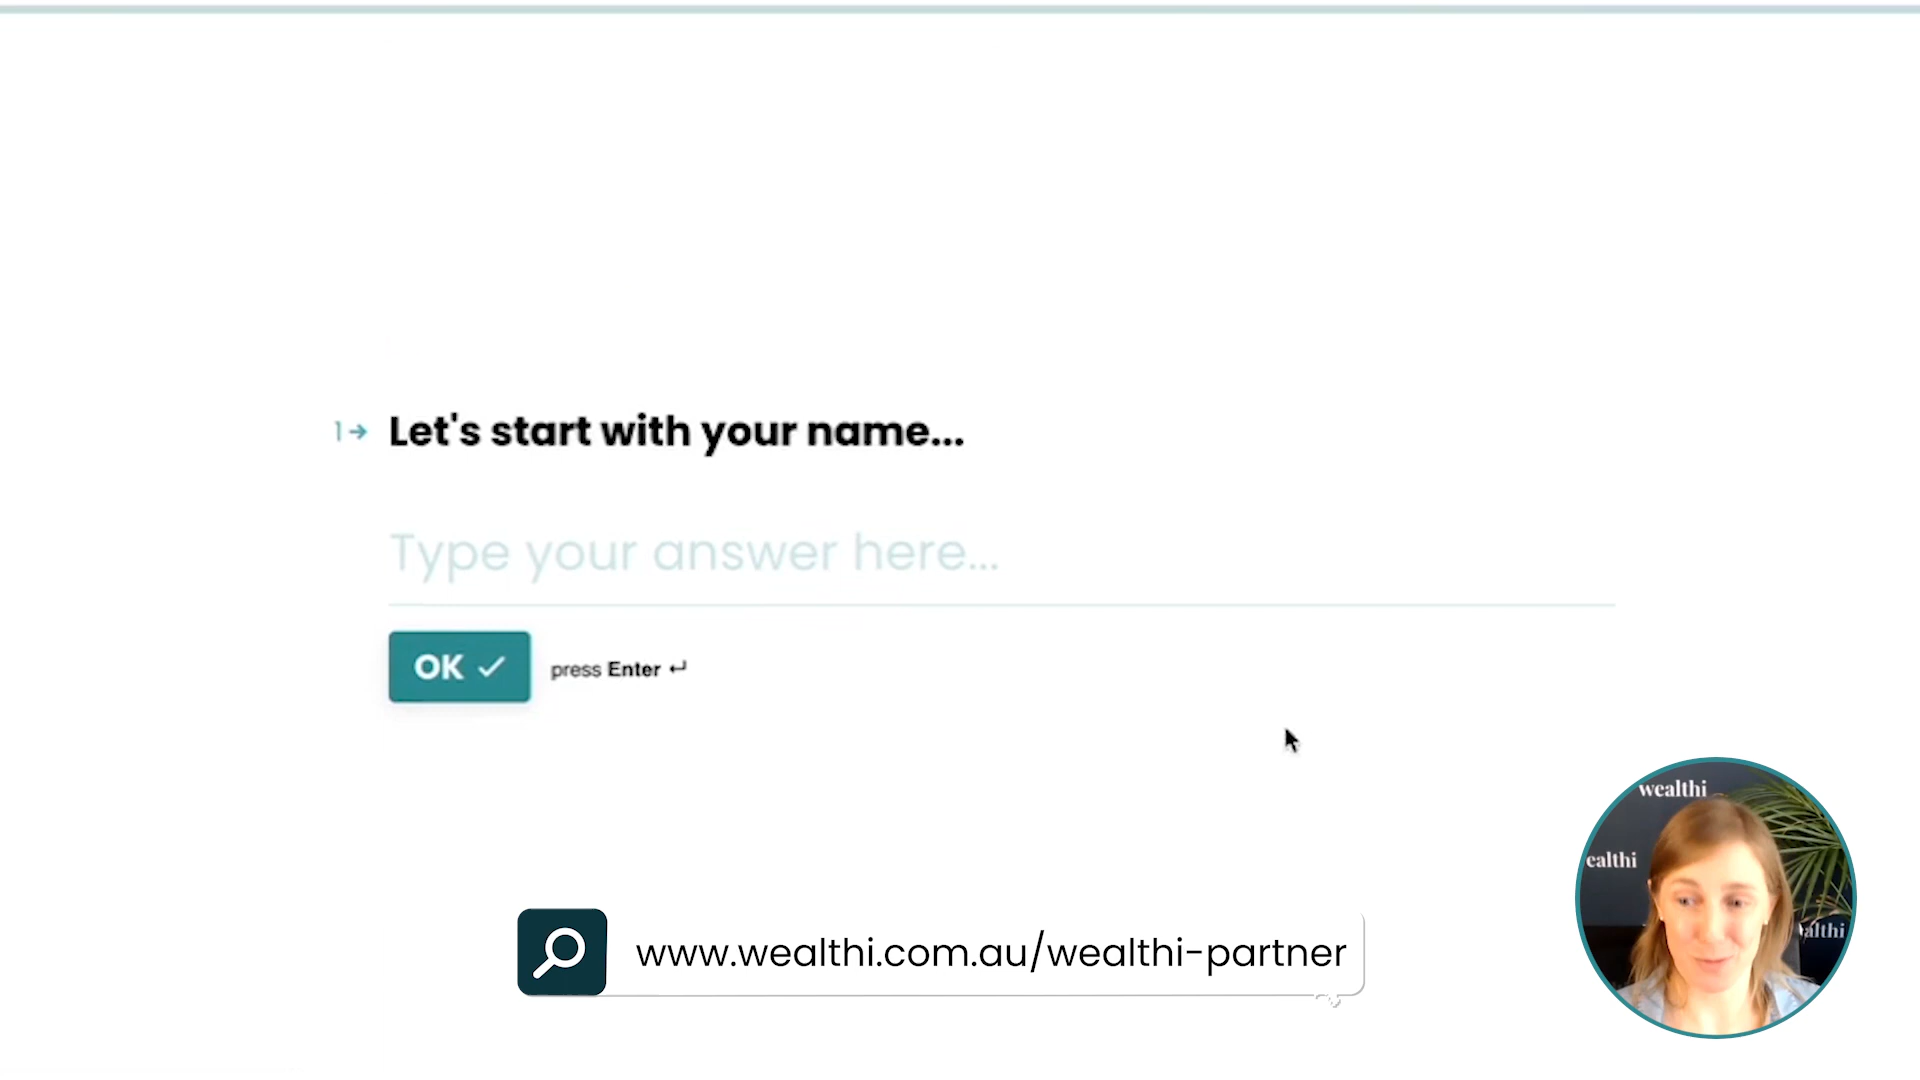 1→ Let's start with your name...
Type your answer here...
OK ✓ press Enter ↵
wealthi
ealthi
althi
www.wealthi.com.au/wealthi-partner